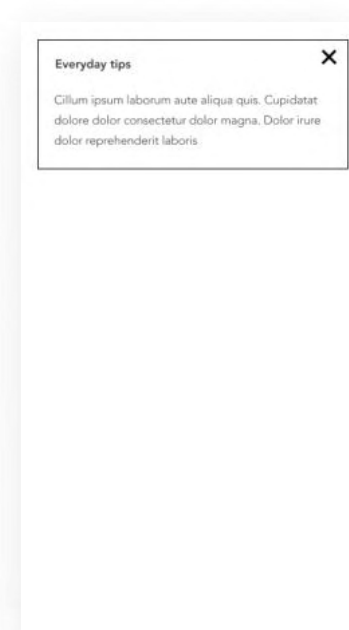 Everyday tips
Cillum ipsum laborum aute aliqua quis. Cupidatat
dolore dolor consectetur dolor magna. Dolor irure
dolor reprehenderit laboris